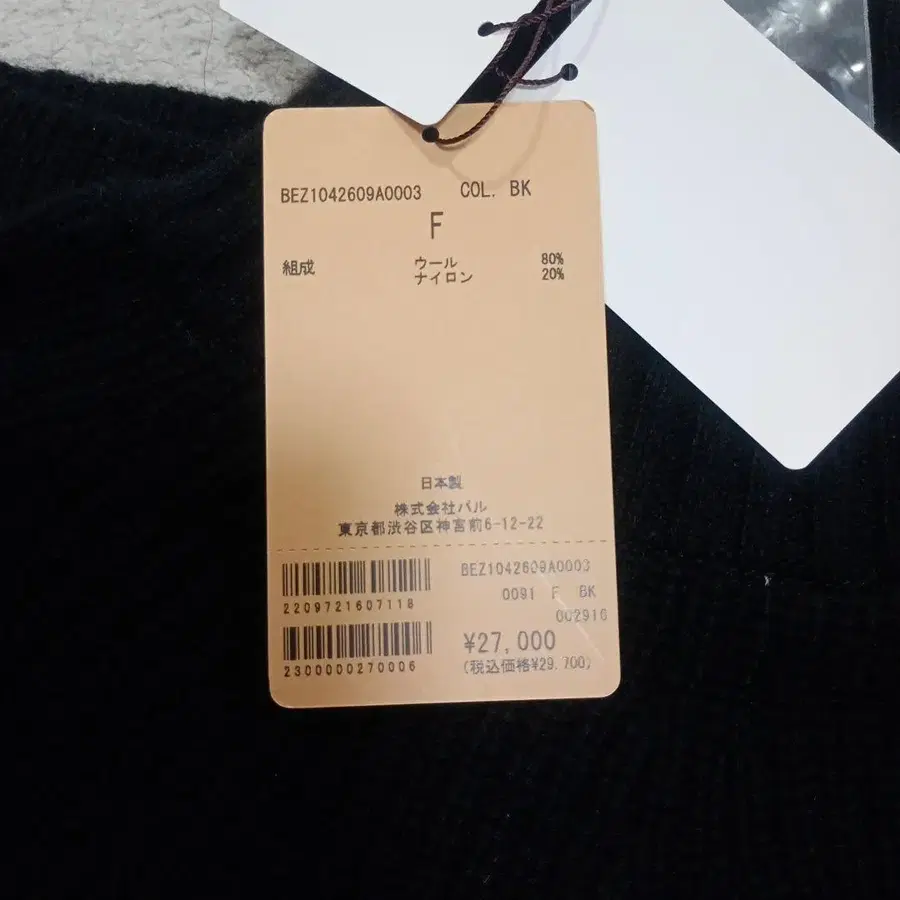 BEZ1042609A0003 COL. BK
F
組成 ウール 80%
ナイロン 20%
日本製
株式会社パル
東京都渋谷区神宮前6-12-22
BEZ1042609A0003
0091 F BK
2209721607118
002916
¥27,000
2300000270006
(税込価格¥29,700)